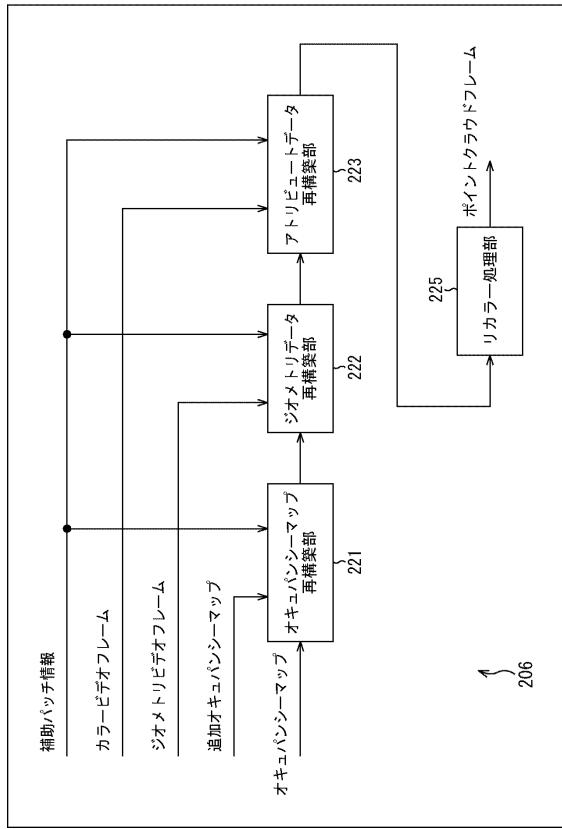 補助パッチ情報
カラービデオフレーム
ジオメトリビデオフレーム
追加オキュパンシーマップ
オキュパンシーマップ
オキュパンシーマップ
再構築部
221
ジオメトリデータ
再構築部
222
アトリビュートデータ
再構築部
223
225
リカラー処理部
ポイントクラウドフレーム
206